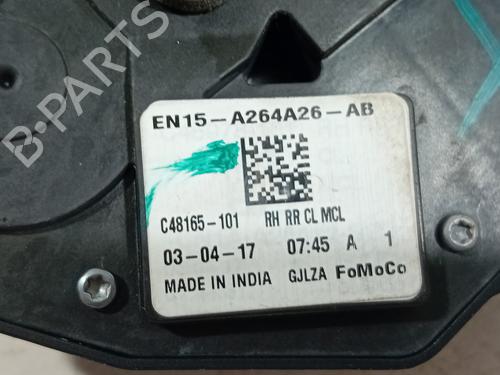 EN15-A264A26-AB
C48165-101 RH RR CL MCL
03-04-17 07:45 A 1
MADE IN INDIA GJLZA FoMoCo
B-PARTS